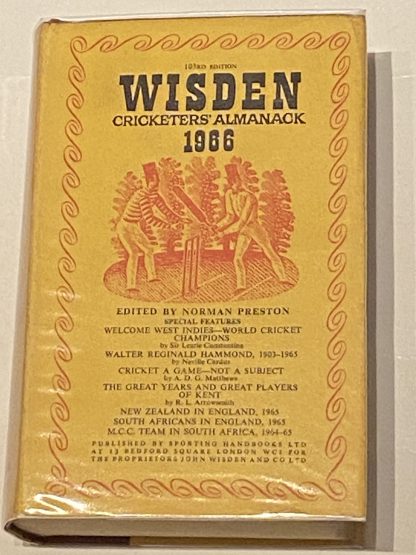 103RD EDITION
WISDEN
CRICKETERS' ALMANACK
1966
EDITED BY NORMAN PRESTON
SPECIAL FEATURES
WELCOME WEST INDIES—WORLD CRICKET
CHAMPIONS
by Sir Learie Constantine
WALTER REGINALD HAMMOND, 1903-1965
by Neville Cardus
CRICKET A GAME—NOT A SUBJECT
by A. D. G. Matthews
THE GREAT YEARS AND GREAT PLAYERS
OF KENT
by R. L. Arrowsmith
NEW ZEALAND IN ENGLAND, 1965
SOUTH AFRICANS IN ENGLAND, 1965
M.C.C. TEAM IN SOUTH AFRICA, 1964-65
PUBLISHED BY SPORTING HANDBOOKS LTD
AT 13 BEDFORD SQUARE LONDON WC1 FOR
THE PROPRIETORS JOHN WISDEN AND CO LTD